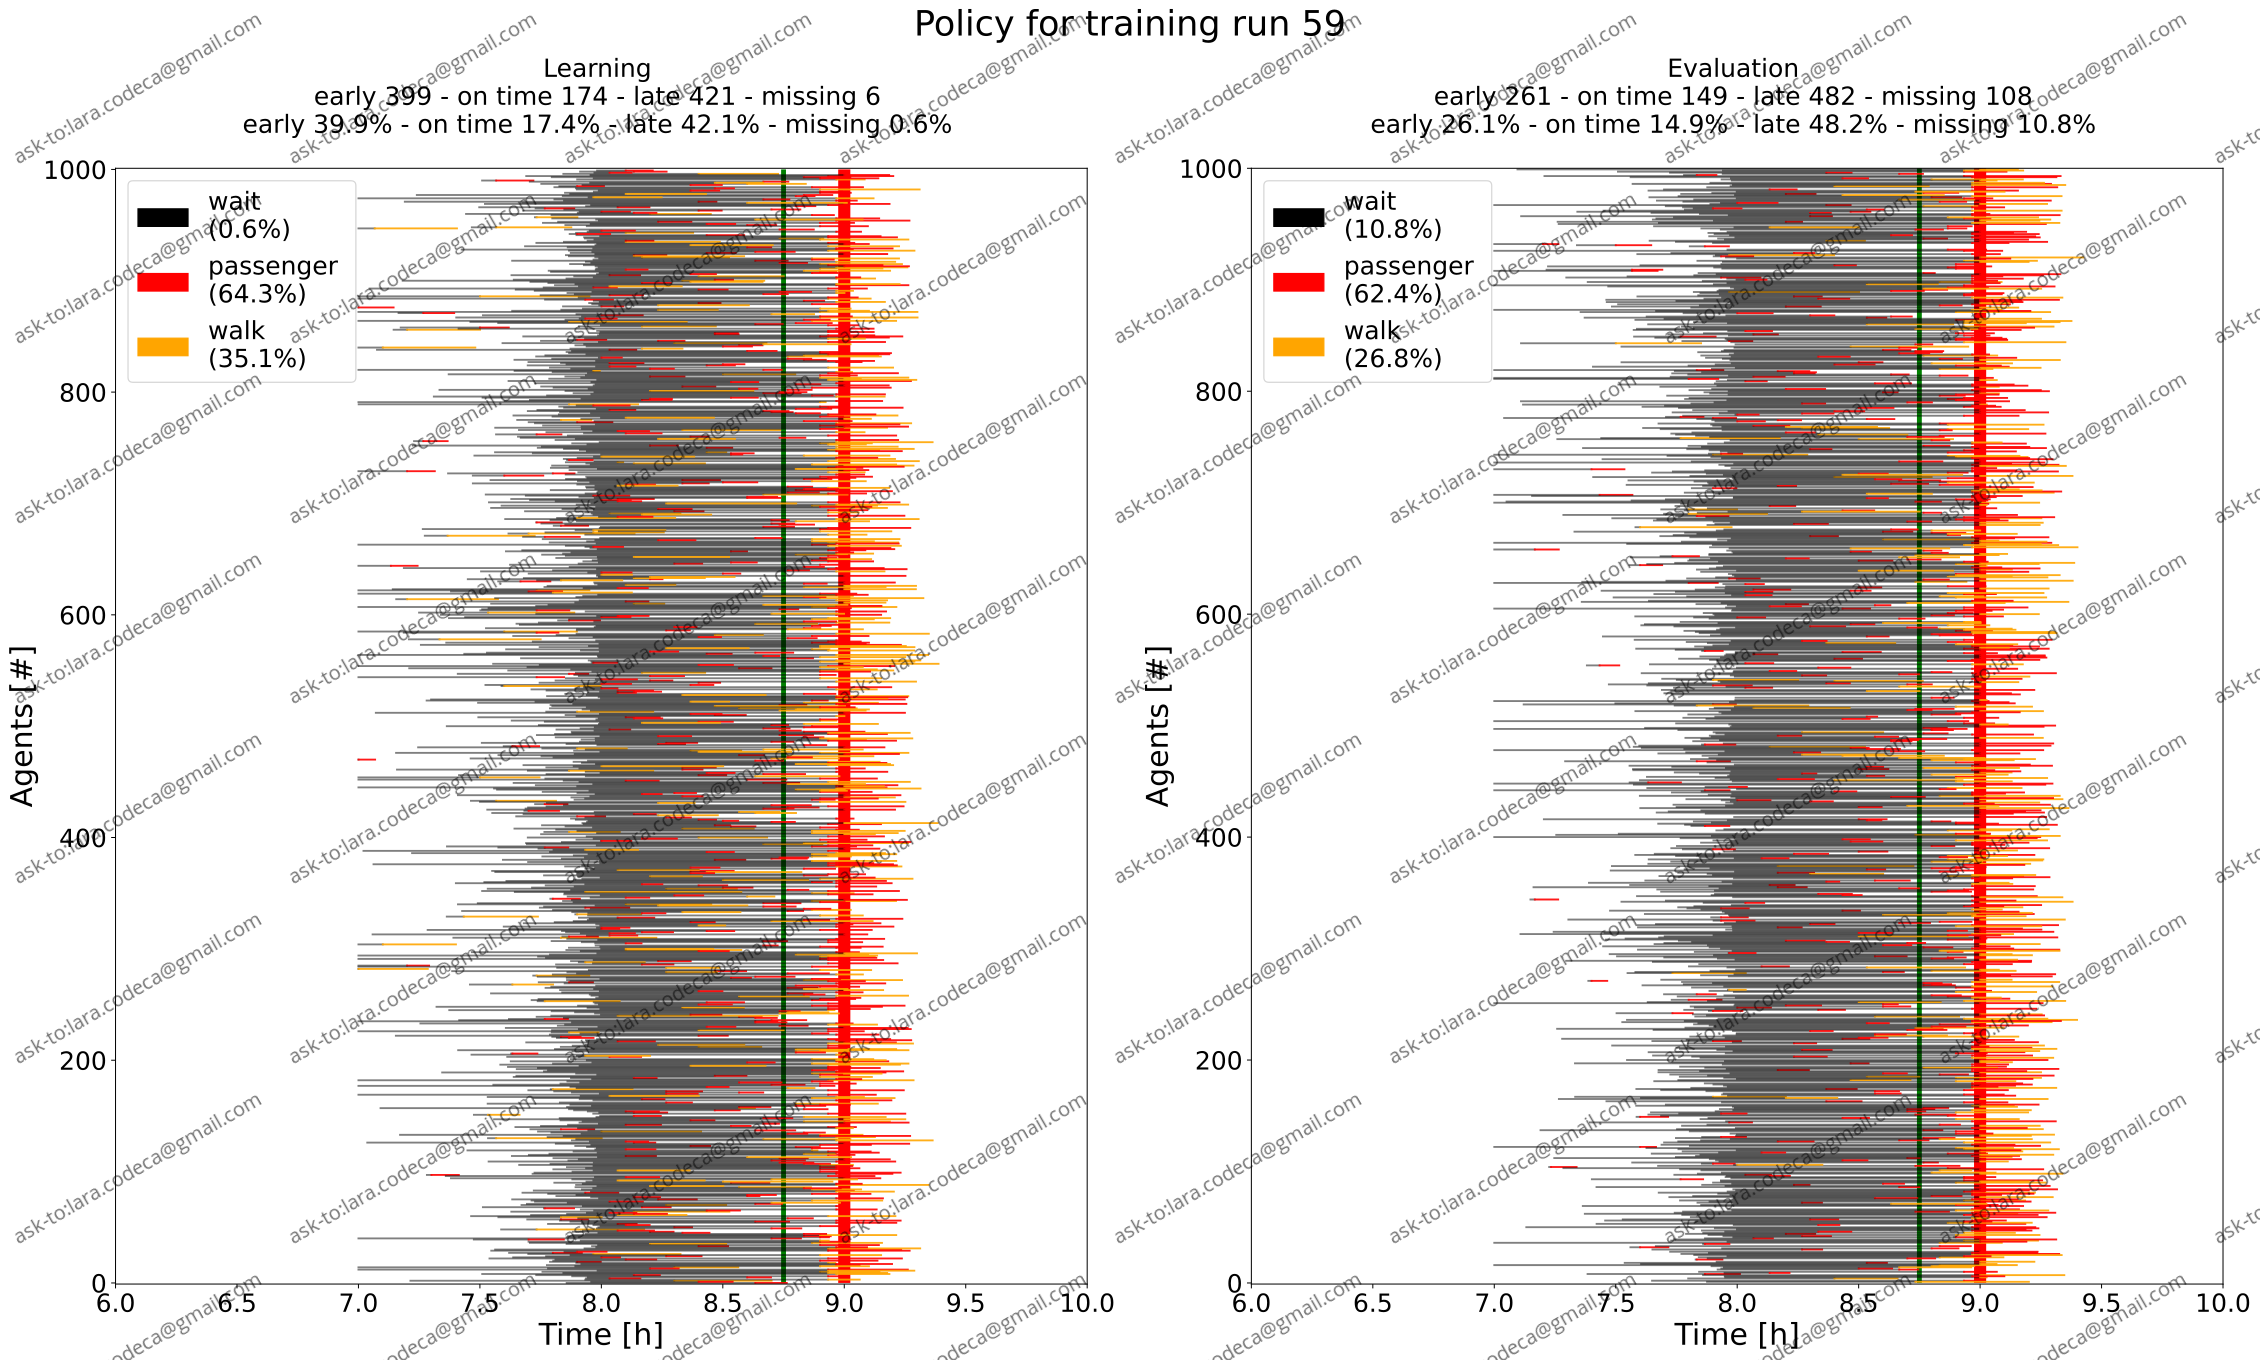 Policy for training run 59
Learning
early 399 - on time 174 - late 421 - missing 6
early 39.9% - on time 17.4% - late 42.1% - missing 0.6%
wait
(0.6%)
passenger
(64.3%)
walk
(35.1%)
1000
800
600
400
200
0
Agents [#]
6.0 6.5 7.0 7.5 8.0 8.5 9.0 9.5 10.0
Time [h]
Evaluation
early 261 - on time 149 - late 482 - missing 108
early 26.1% - on time 14.9% - late 48.2% - missing 10.8%
wait
(10.8%)
passenger
(62.4%)
walk
(26.8%)
1000
800
600
400
200
0
Agents [#]
6.0 6.5 7.0 7.5 8.0 8.5 9.0 9.5 10.0
Time [h]
ask-to:lara.codeca@gmail.com